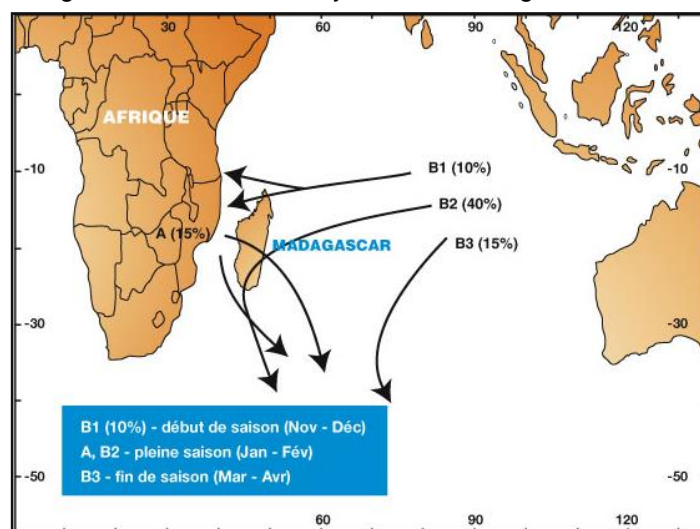 30
60
90
120
AFRIQUE
-10
B1 (10%)
-10
B2 (40%)
A (15%)
MADAGASCAR
B3 (15%)
-30
-30
B1 (10%) - début de saison (Nov - Déc)
A, B2 - pleine saison (Jan - Fév)
B3 - fin de saison (Mar - Avr)
-50
-50
60
90
120